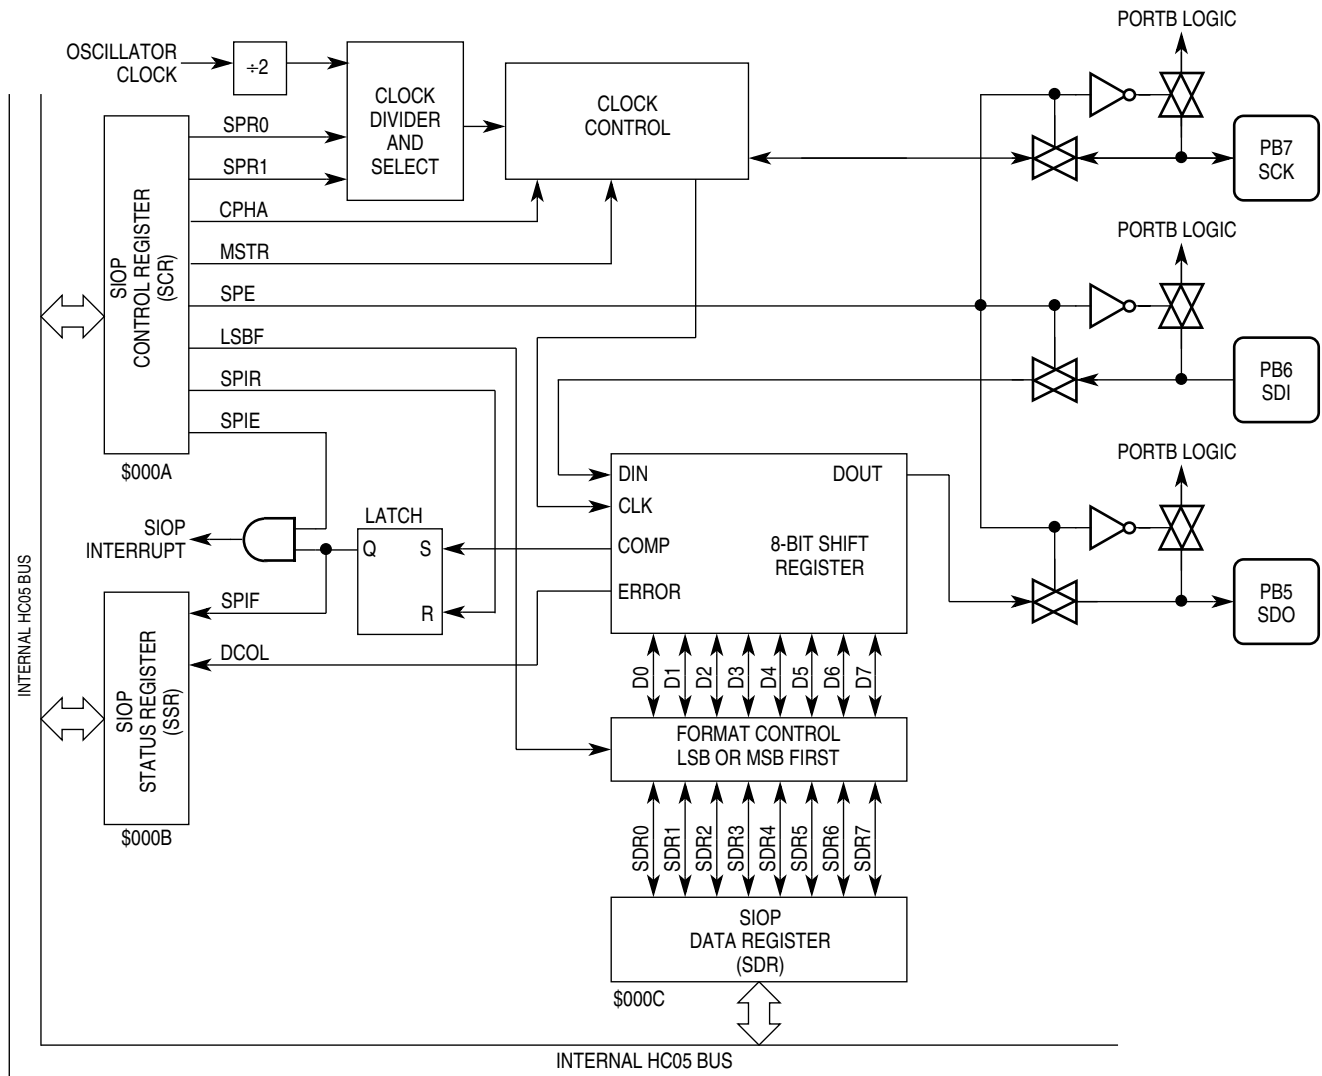 PORTB LOGIC
OSCILLATOR
CLOCK
÷2
CLOCK
DIVIDER
AND
SELECT
CLOCK
CONTROL
PB7
SCK
SIOP
CONTROL REGISTER
(SCR)
SPR0
SPR1
CPHA
MSTR
SPE
LSBF
SPIR
SPIE
$000A
PORTB LOGIC
PB6
SDI
PORTB LOGIC
PB5
SDO
DIN
CLK
COMP
ERROR
DOUT
8-BIT SHIFT
REGISTER
LATCH
Q
S
R
SIOP
INTERRUPT
SPIF
DCOL
SIOP
STATUS REGISTER
(SSR)
$000B
INTERNAL HC05 BUS
D0
D1
D2
D3
D4
D5
D6
D7
FORMAT CONTROL
LSB OR MSB FIRST
SDR0
SDR1
SDR2
SDR3
SDR4
SDR5
SDR6
SDR7
SIOP
DATA REGISTER
(SDR)
$000C
INTERNAL HC05 BUS